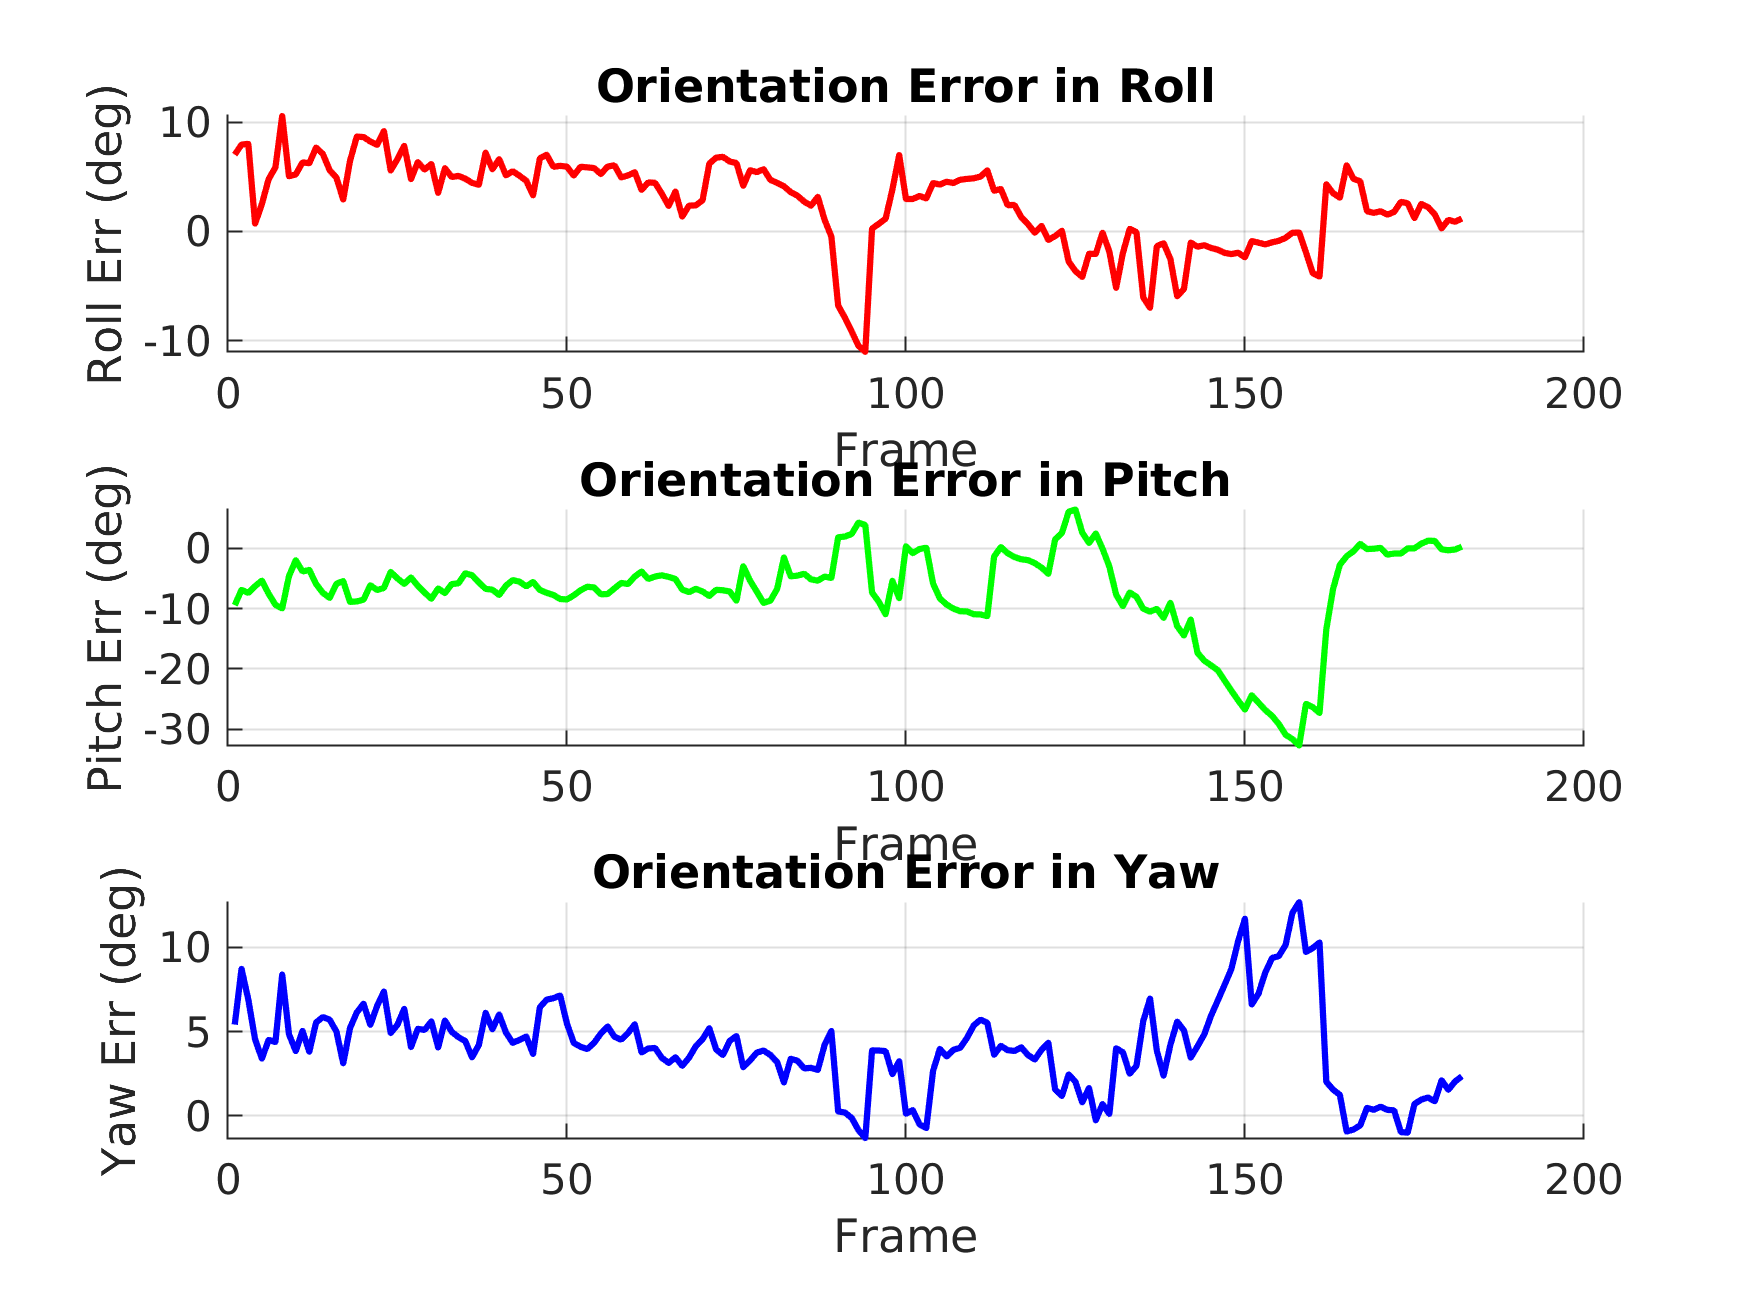 Orientation Error in Roll
Roll Err (deg)
10
0
-10
0 50 100 150 200
Frame
Orientation Error in Pitch
Pitch Err (deg)
0
-10
-20
-30
0 50 100 150 200
Frame
Orientation Error in Yaw
Yaw Err (deg)
10
5
0
0 50 100 150 200
Frame